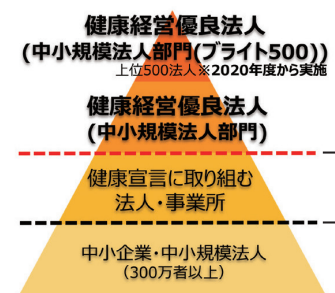 健康経営優良法人
(中小規模法人部門(ブライト500))
上位500法人※2020年度から実施
健康経営優良法人
(中小規模法人部門)
健康宣言に取り組む
法人・事業所
中小企業・中小規模法人
(300万者以上)